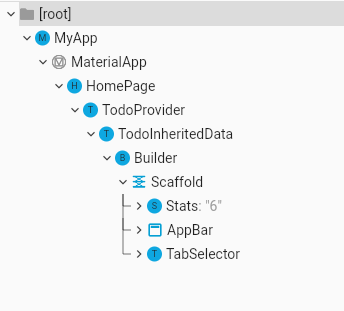 [root]
M MyApp
MaterialApp
H HomePage
T TodoProvider
T TodoInheritedData
B Builder
Scaffold
S Stats: "6"
AppBar
T TabSelector